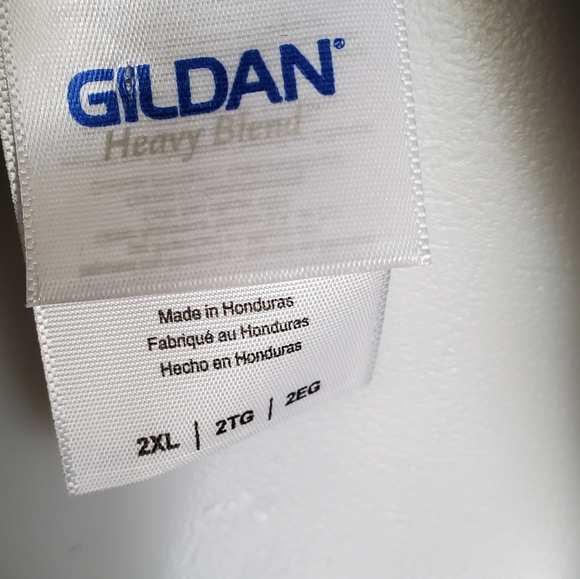 GILDAN®
Heavy Blend
Made in Honduras
Fabriqué au Honduras
Hecho en Honduras
2XL | 2TG | 2EG